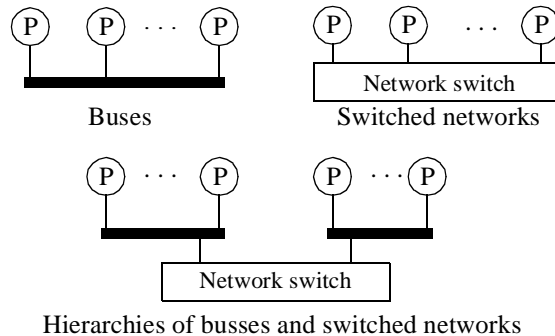 P P · · · P
Buses
P P · · · P
Network switch
Switched networks
P · · · P
P · · · P
Network switch
Hierarchies of busses and switched networks